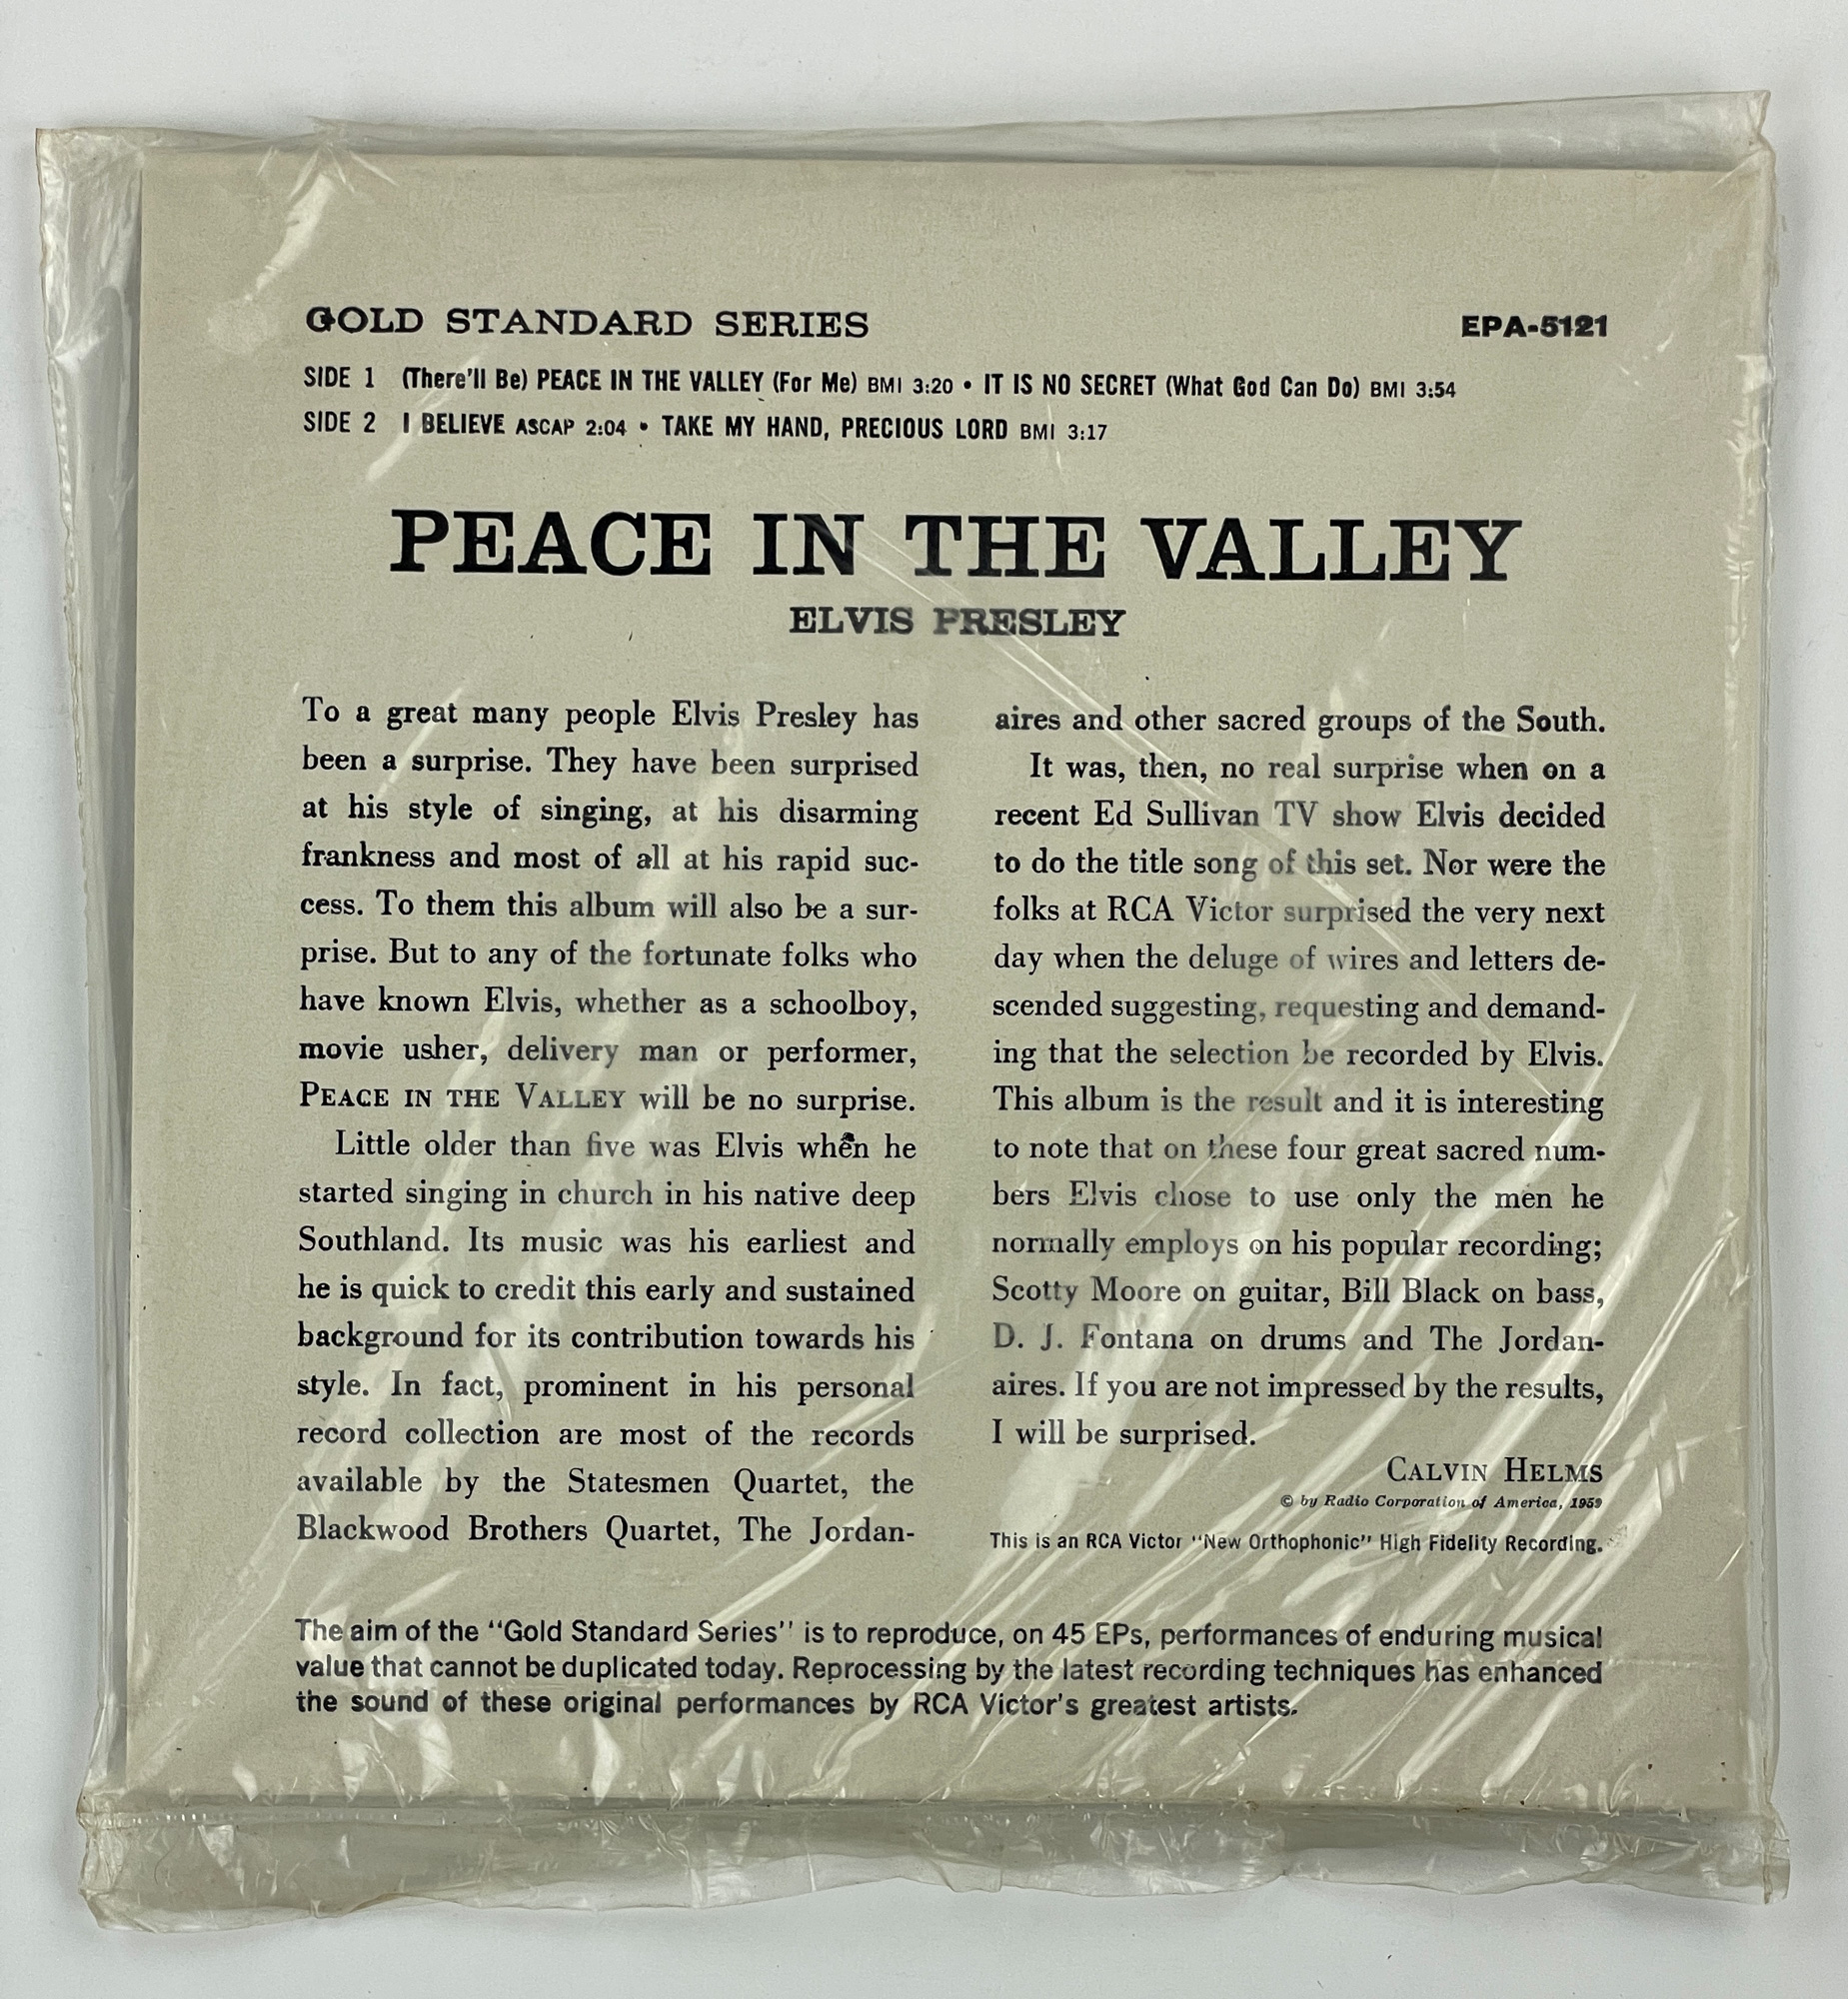 GOLD STANDARD SERIES EPA-5121
SIDE 1 (There'll Be) PEACE IN THE VALLEY (For Me) BMI 3:20 • IT IS NO SECRET (What God Can Do) BMI 3:54
SIDE 2 I BELIEVE ASCAP 2:04 • TAKE MY HAND, PRECIOUS LORD BMI 3:17
PEACE IN THE VALLEY
ELVIS PRESLEY
To a great many people Elvis Presley has
been a surprise. They have been surprised
at his style of singing, at his disarming
frankness and most of all at his rapid suc-
cess. To them this album will also be a sur-
prise. But to any of the fortunate folks who
have known Elvis, whether as a schoolboy,
movie usher, delivery man or performer,
PEACE IN THE VALLEY will be no surprise.
Little older than five was Elvis when he
started singing in church in his native deep
Southland. Its music was his earliest and
he is quick to credit this early and sustained
background for its contribution towards his
style. In fact, prominent in his personal
record collection are most of the records
available by the Statesmen Quartet, the
Blackwood Brothers Quartet, The Jordan-
aires and other sacred groups of the South.
It was, then, no real surprise when on a
recent Ed Sullivan TV show Elvis decided
to do the title song of this set. Nor were the
folks at RCA Victor surprised the very next
day when the deluge of wires and letters de-
scended suggesting, requesting and demand-
ing that the selection be recorded by Elvis.
This album is the result and it is interesting
to note that on these four great sacred num-
bers Elvis chose to use only the men he
normally employs on his popular recording;
Scotty Moore on guitar, Bill Black on bass,
D. J. Fontana on drums and The Jordan-
aires. If you are not impressed by the results,
I will be surprised.
CALVIN HELMS
© by Radio Corporation of America, 1959
This is an RCA Victor "New Orthophonic" High Fidelity Recording.
The aim of the "Gold Standard Series" is to reproduce, on 45 EPs, performances of enduring musical
value that cannot be duplicated today. Reprocessing by the latest recording techniques has enhanced
the sound of these original performances by RCA Victor's greatest artists.